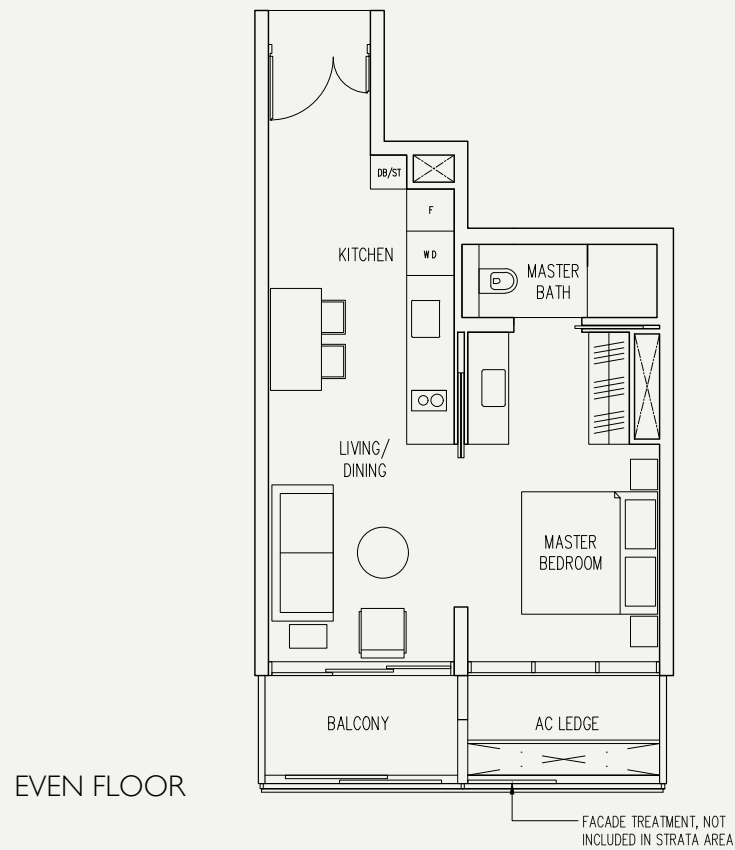 DB/ST
F
KITCHEN
W D
MASTER
BATH
LIVING/
DINING
MASTER
BEDROOM
BALCONY
AC LEDGE
EVEN FLOOR
FACADE TREATMENT, NOT
INCLUDED IN STRATA AREA